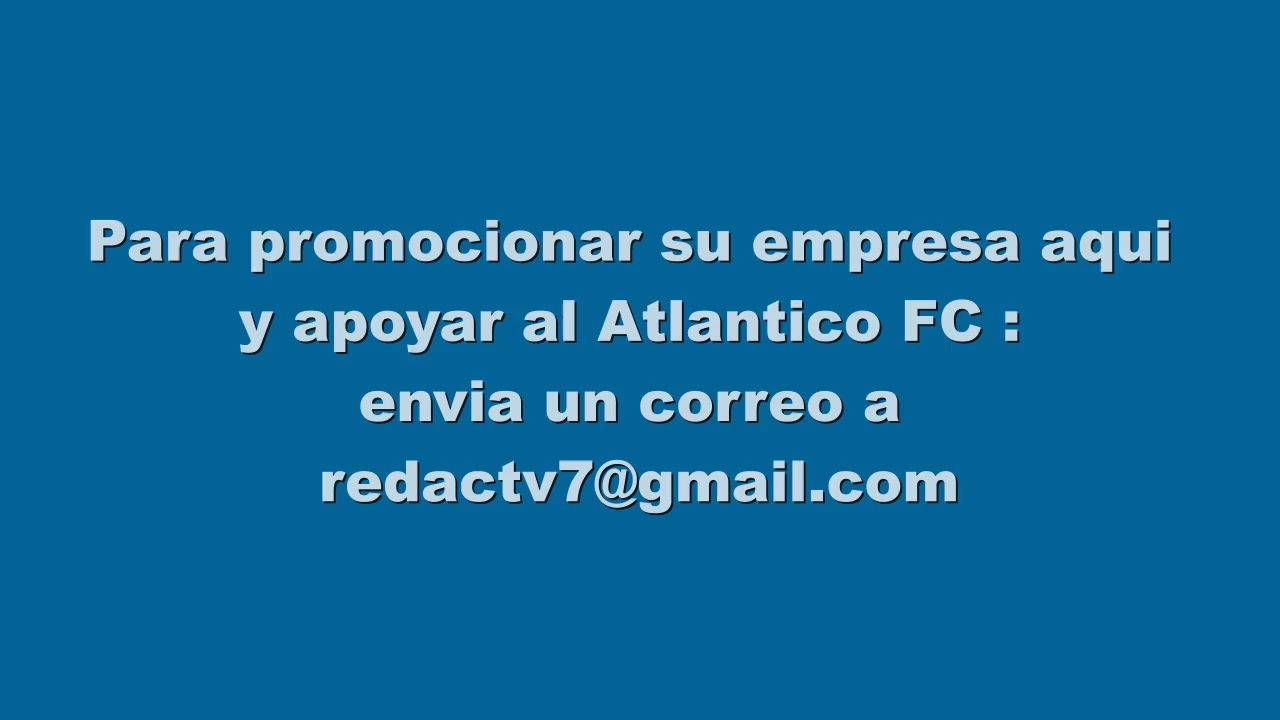 Para promocionar su empresa aqui
y apoyar al Atlantico FC :
envia un correo a
redactv7@gmail.com